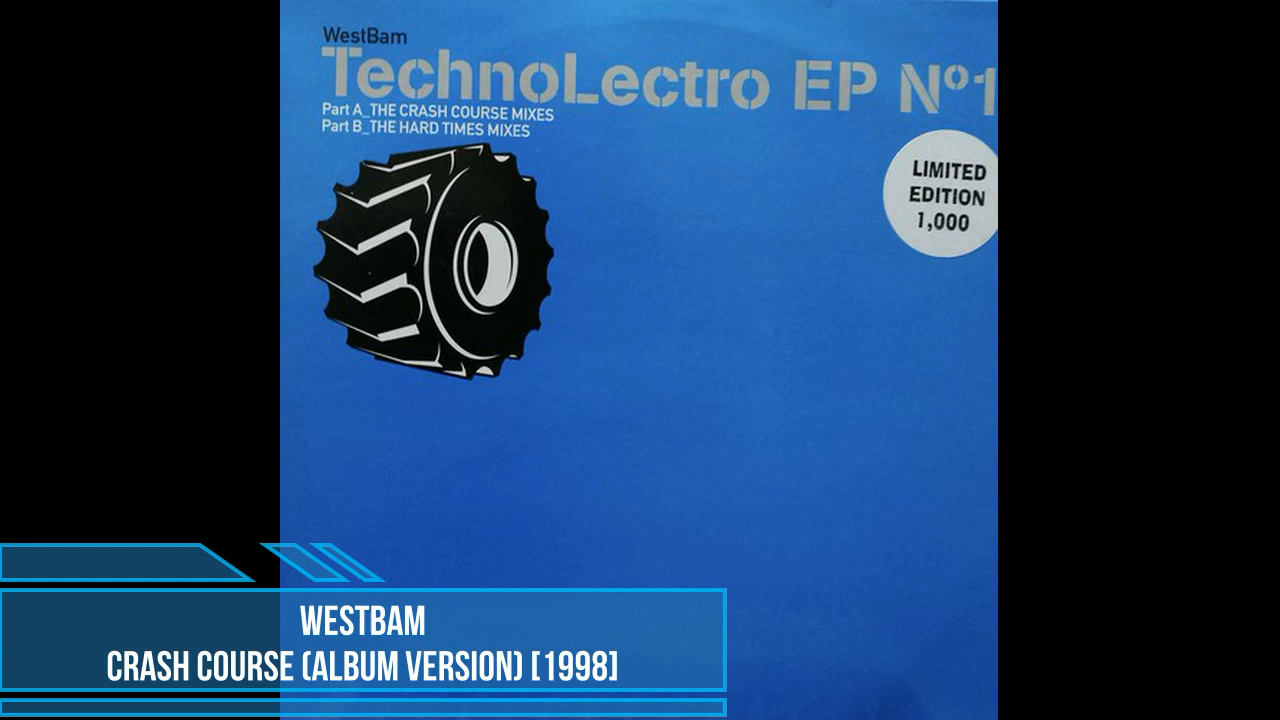 WestBam
TechnoLectro EP Nº1
Part A_THE CRASH COURSE MIXES
Part B_THE HARD TIMES MIXES
LIMITED
EDITION
1,000
WESTBAM
CRASH COURSE (ALBUM VERSION) [1998]